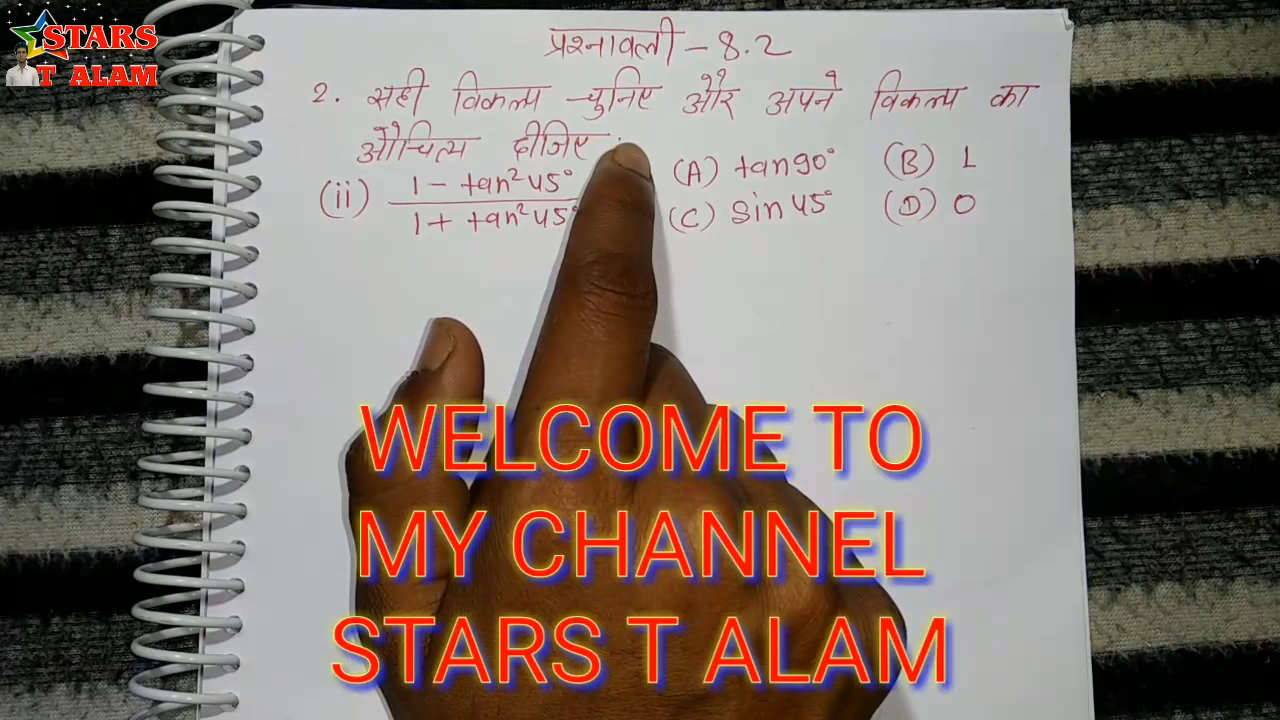 STARS
T ALAM
प्रश्नावली - 8.2
2. सही विकल्प चुनिए और अपने विकल्प का
औचित्य दीजिए :
(ii) 1 - tan²45° / 1 + tan²45° (A) tan90° (B) 1
(C) sin45° (D) 0
WELCOME TO
MY CHANNEL
STARS T ALAM